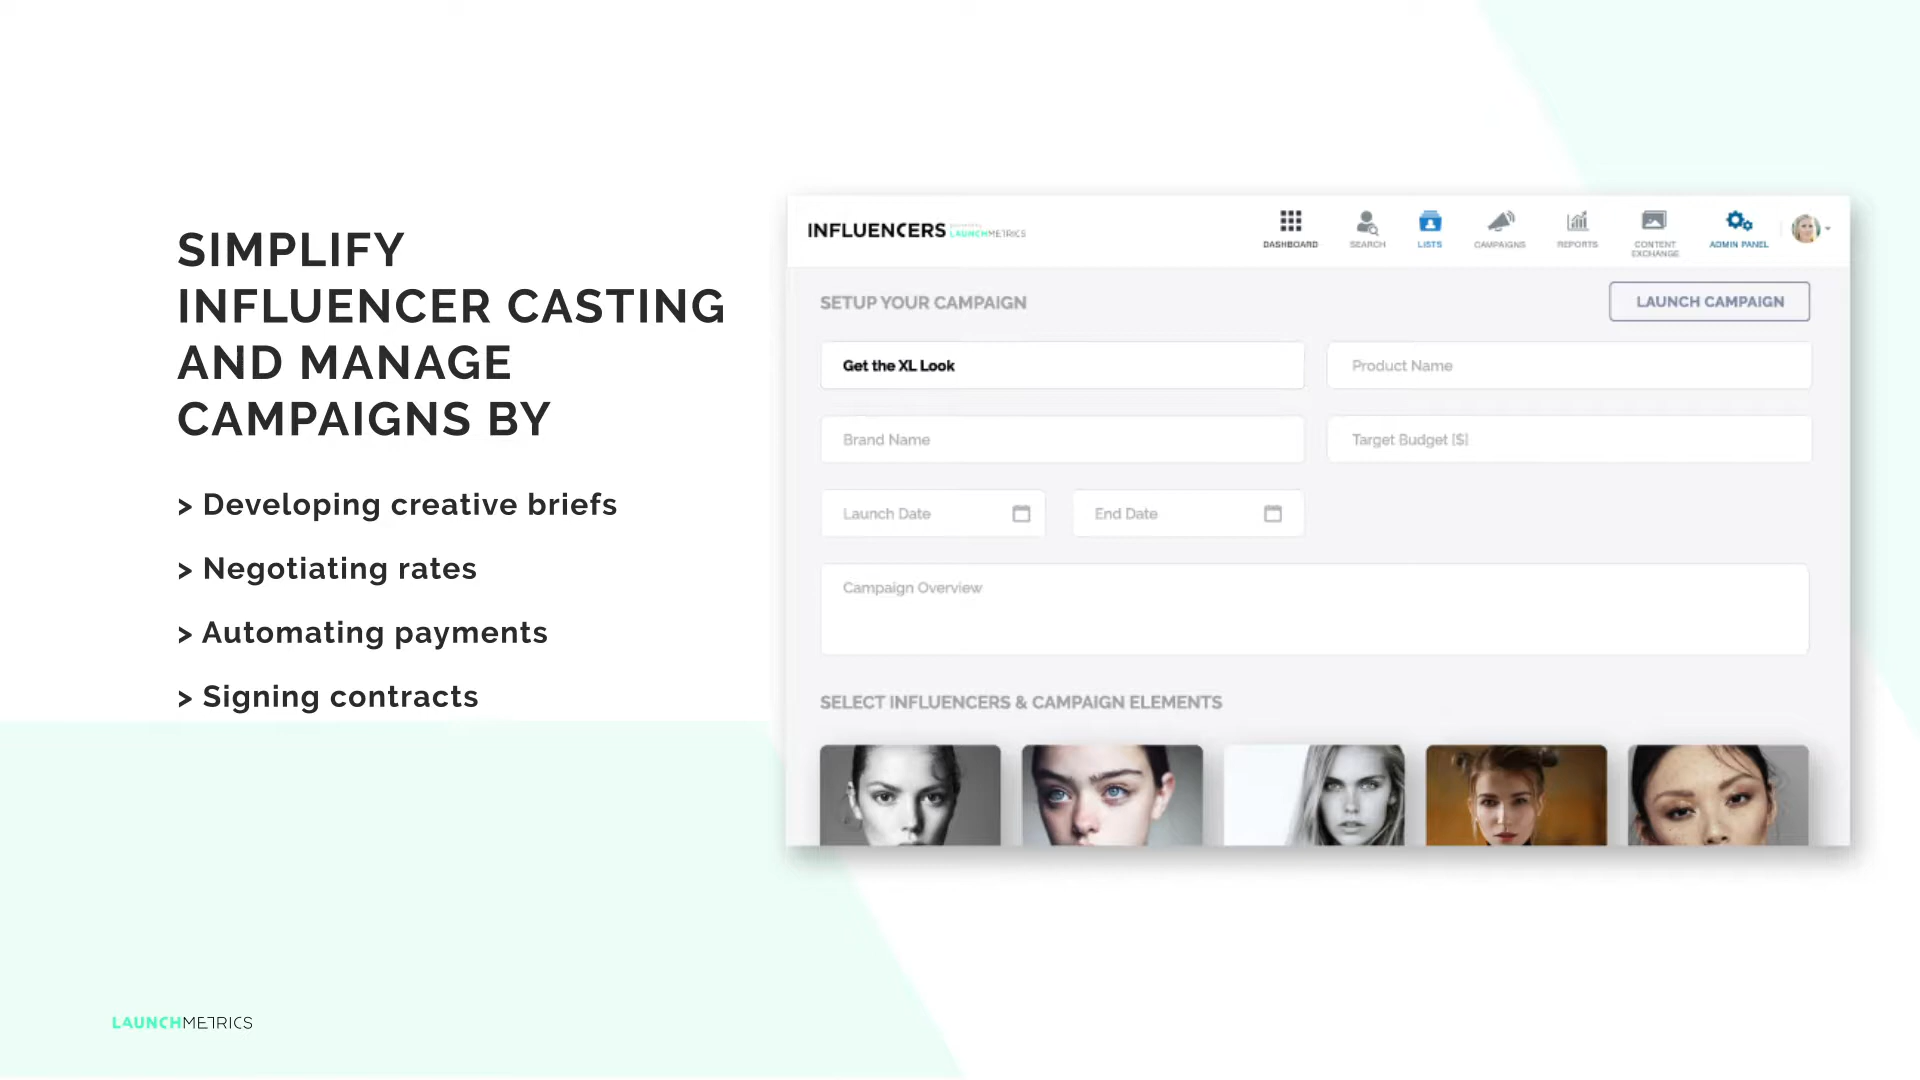 SIMPLIFY
INFLUENCER CASTING
AND MANAGE
CAMPAIGNS BY
> Developing creative briefs
> Negotiating rates
> Automating payments
> Signing contracts
LAUNCHMETRICS
INFLUENCERS LAUNCHMETRICS
DASHBOARD SEARCH LISTS CAMPAIGNS REPORTS CONTENT EXCHANGE ADMIN PANEL
SETUP YOUR CAMPAIGN LAUNCH CAMPAIGN
Get the XL Look Product Name
Brand Name Target Budget [$]
Launch Date End Date
Campaign Overview
SELECT INFLUENCERS & CAMPAIGN ELEMENTS